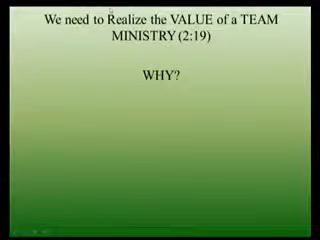 We need to Realize the VALUE of a TEAM
MINISTRY (2:19)
WHY?